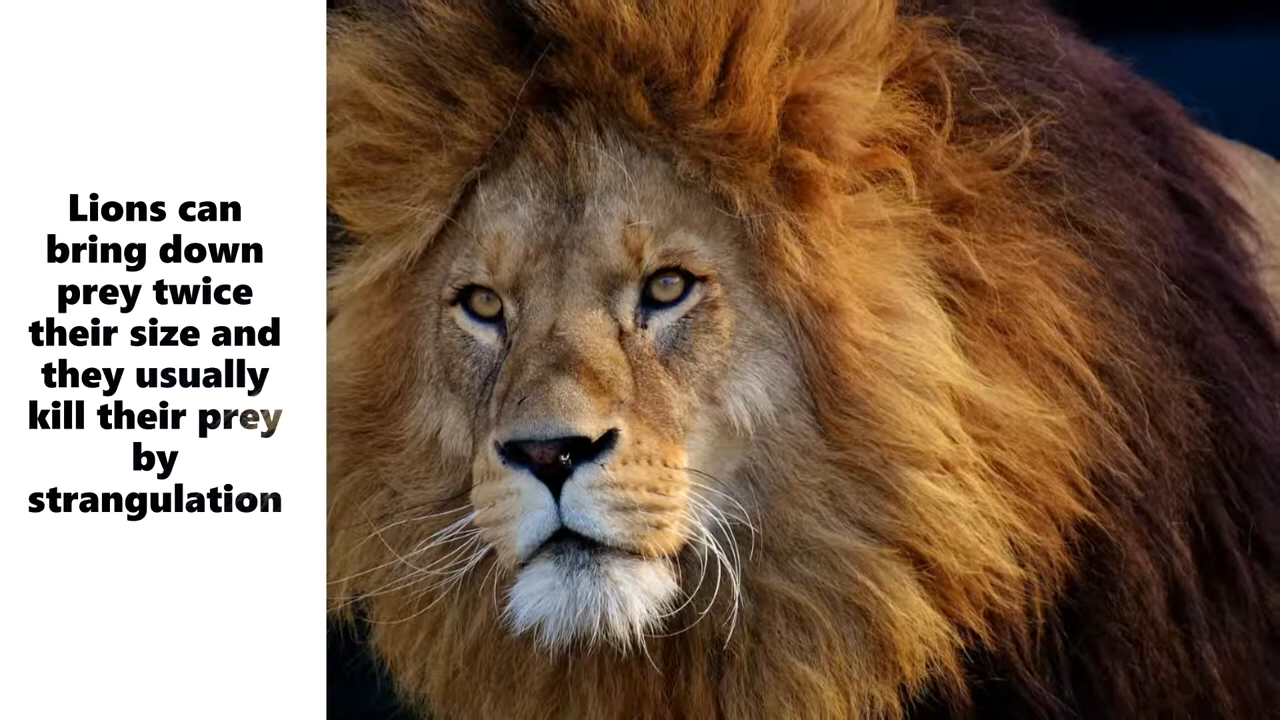 Lions can
bring down
prey twice
their size and
they usually
kill their prey
by
strangulation